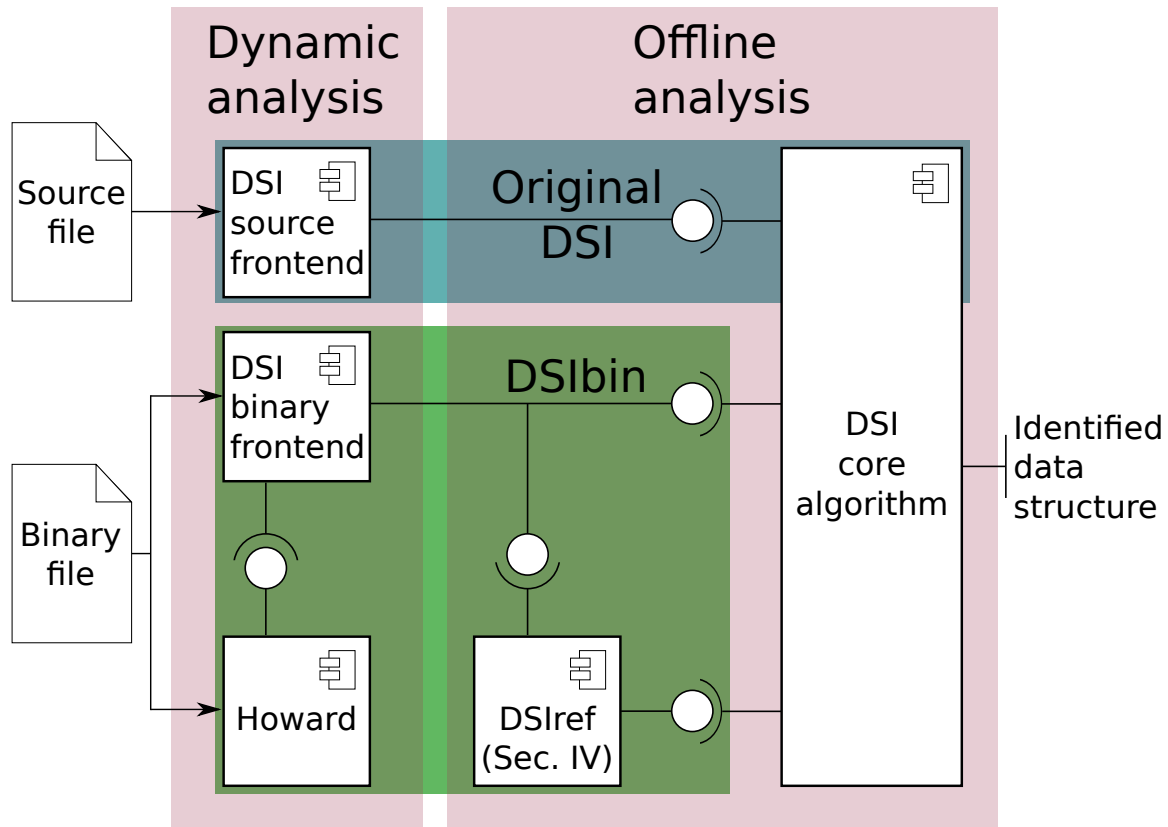 Dynamic
analysis
Offline
analysis
Source
file
DSI
source
frontend
Original
DSI
DSI
binary
frontend
DSIbin
DSI
core
algorithm
Identified
data
structure
Binary
file
Howard
DSIref
(Sec. IV)